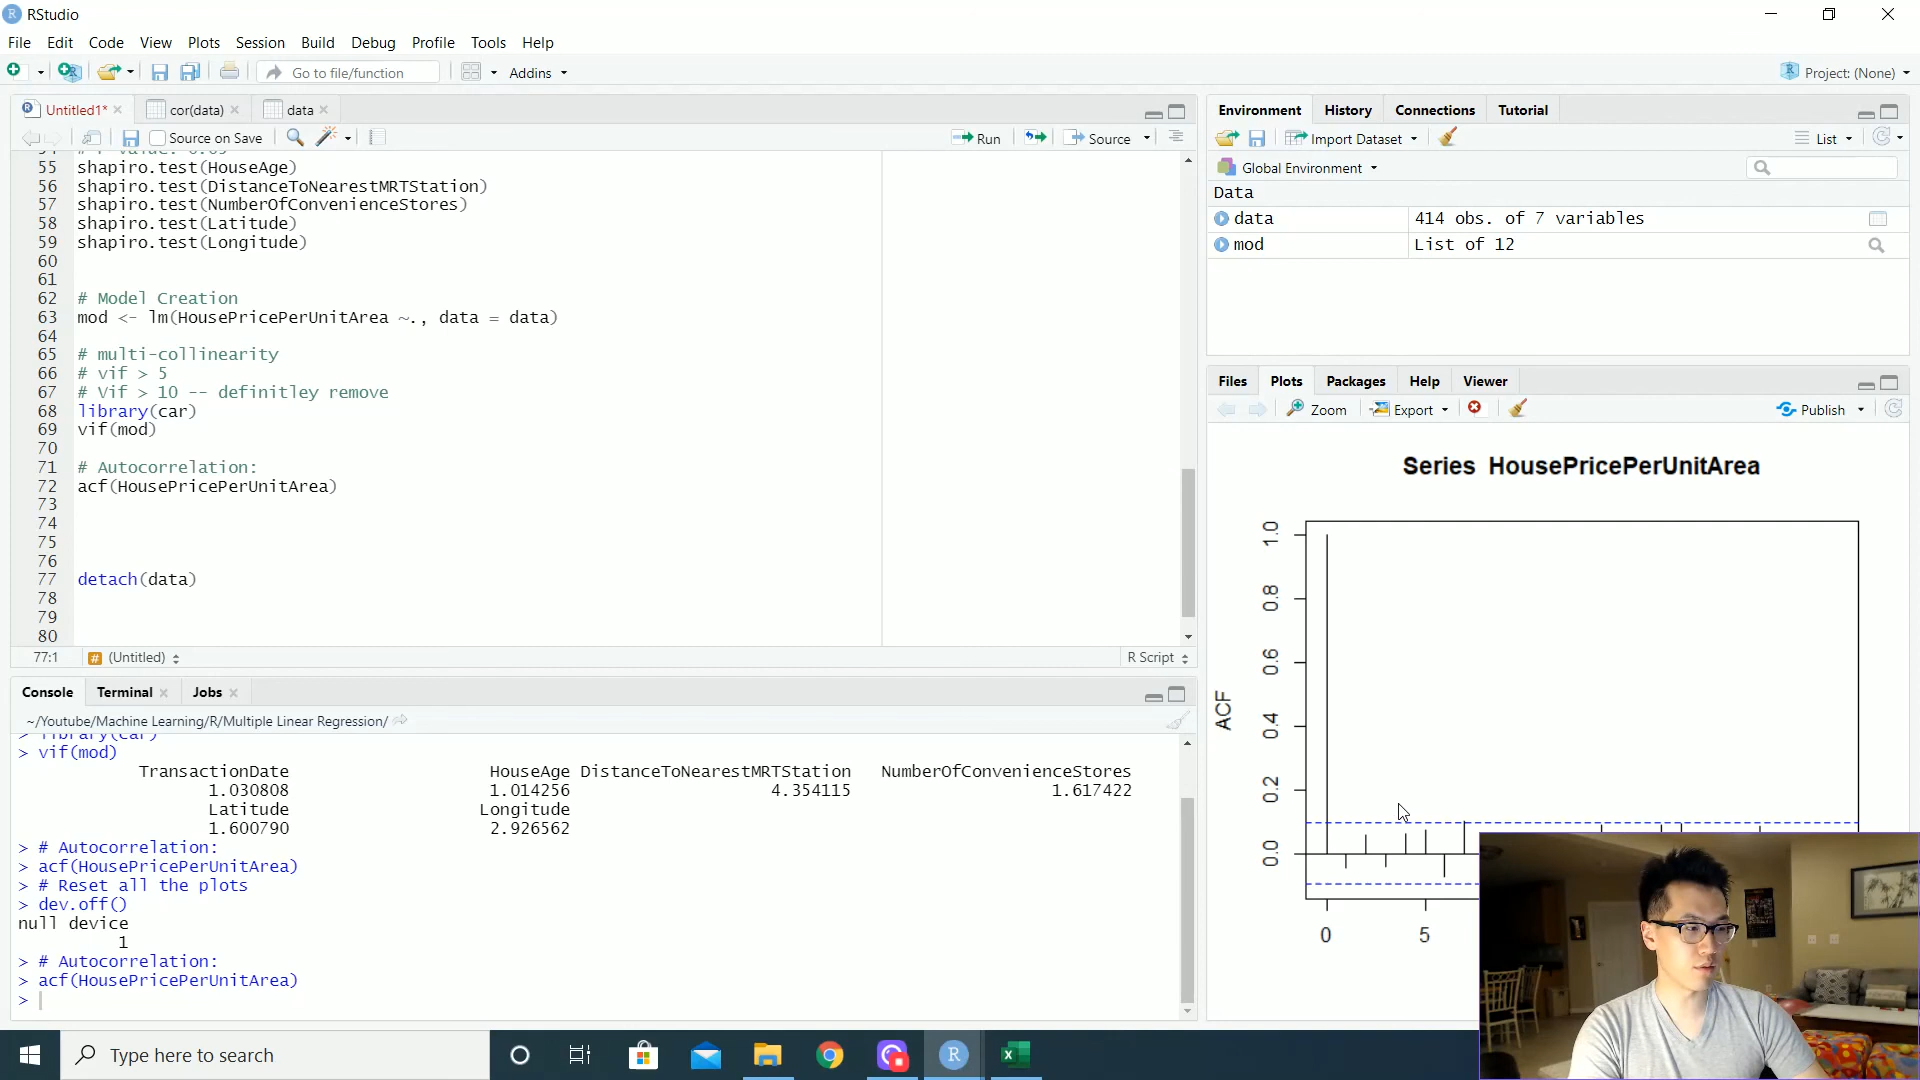 RStudio
File Edit Code View Plots Session Build Debug Profile Tools Help
Go to file/function Addins Project: (None)
Untitled1* cor(data) data
Source on Save Run Source
55 shapiro.test(HouseAge)
56 shapiro.test(DistanceToNearestMRTStation)
57 shapiro.test(NumberOfConvenienceStores)
58 shapiro.test(Latitude)
59 shapiro.test(Longitude)
60
61
62 # Model Creation
63 mod <- lm(HousePricePerUnitArea ~., data = data)
64
65 # multi-collinearity
66 # vif > 5
67 # Vif > 10 -- definitley remove
68 library(car)
69 vif(mod)
70
71 # Autocorrelation:
72 acf(HousePricePerUnitArea)
73
74
75
76
77 detach(data)
78
79
80
77:1 # (Untitled) R Script
Console Terminal Jobs
~/Youtube/Machine Learning/R/Multiple Linear Regression/
> library(car)
> vif(mod)
TransactionDate HouseAge DistanceToNearestMRTStation NumberOfConvenienceStores
1.030808 1.014256 4.354115 1.617422
Latitude Longitude
1.600790 2.926562
> # Autocorrelation:
> acf(HousePricePerUnitArea)
> # Reset all the plots
> dev.off()
null device
1
> # Autocorrelation:
> acf(HousePricePerUnitArea)
>
Environment History Connections Tutorial
Import Dataset List
Global Environment
Data
data 414 obs. of 7 variables
mod List of 12
Files Plots Packages Help Viewer
Zoom Export Publish
Series HousePricePerUnitArea
ACF
1.0
0.8
0.6
0.4
0.2
0.0
0 5
Type here to search